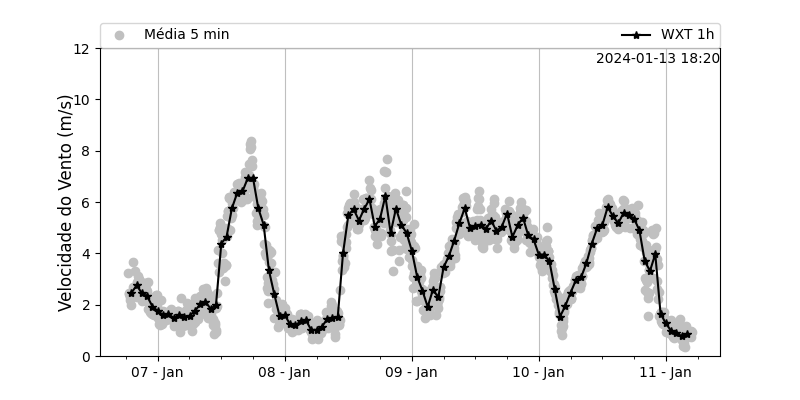 Média 5 min
WXT 1h
2024-01-13 18:20
Velocidade do Vento (m/s)
12
10
8
6
4
2
0
07 - Jan
08 - Jan
09 - Jan
10 - Jan
11 - Jan